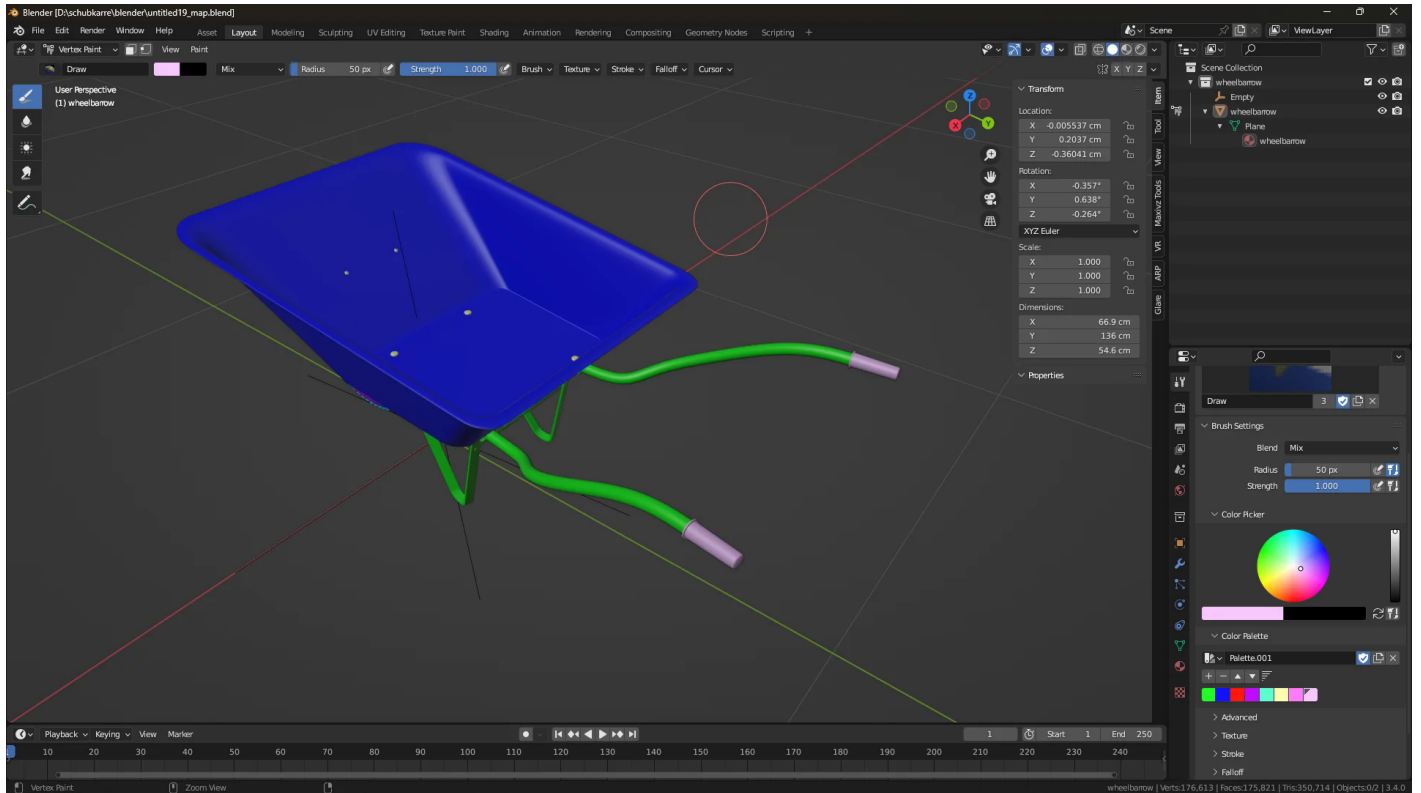 Blender [D:\schubkarre\blender\untitled19_map.blend]
File Edit Render Window Help Asset Layout Modeling Sculpting UV Editing Texture Paint Shading Animation Rendering Compositing Geometry Nodes Scripting + Scene ViewLayer
Vertex Paint View Paint
Draw Mix Radius 50 px Strength 1.000 Brush Texture Stroke Falloff Cursor X Y Z
User Perspective
(1) wheelbarrow
Z
X
Y
Transform
Location:
X -0.005537 cm
Y 0.2037 cm
Z -0.36041 cm
Rotation:
X -0.357°
Y 0.638°
Z -0.264°
XYZ Euler
Scale:
X 1.000
Y 1.000
Z 1.000
Dimensions:
X 66.9 cm
Y 136 cm
Z 54.6 cm
Properties
Item
Tool
View
Maxivz Tools
VR
ARP
Glare
Scene Collection
wheelbarrow
Empty
wheelbarrow
Plane
wheelbarrow
Draw 3
Brush Settings
Blend Mix
Radius 50 px
Strength 1.000
Color Picker
Color Palette
Palette.001
Advanced
Texture
Stroke
Falloff
Playback Keying View Marker 1 Start 1 End 250
10 20 30 40 50 60 70 80 90 100 110 120 130 140 150 160 170 180 190 200 210 220 230 240
Vertex Paint Zoom View wheelbarrow | Verts:176,613 | Faces:175,821 | Tris:350,714 | Objects:0/2 | 3.4.0